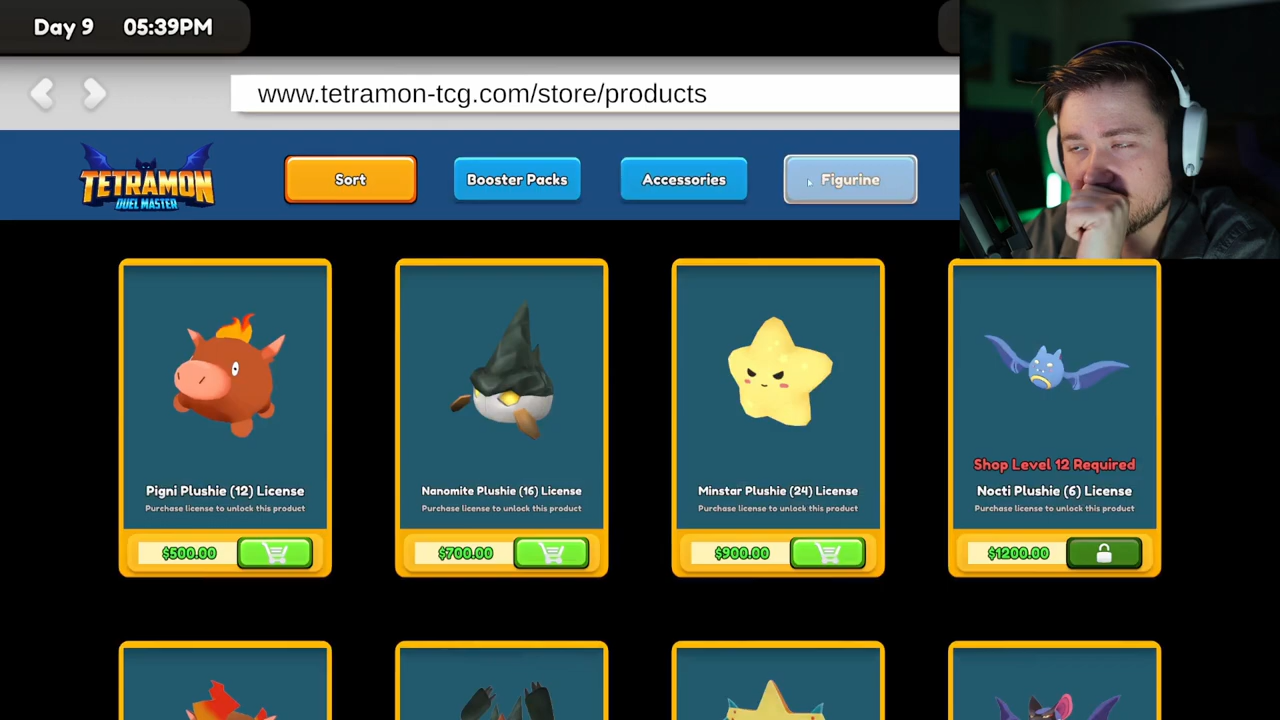 Day 9 05:39PM
www.tetramon-tcg.com/store/products
TETRAMON
DUEL MASTER
Sort
Booster Packs
Accessories
Figurine
Pigni Plushie (12) License
Purchase license to unlock this product
$500.00
Nanomite Plushie (16) License
Purchase license to unlock this product
$700.00
Minstar Plushie (24) License
Purchase license to unlock this product
$900.00
Shop Level 12 Required
Nocti Plushie (6) License
Purchase license to unlock this product
$1200.00